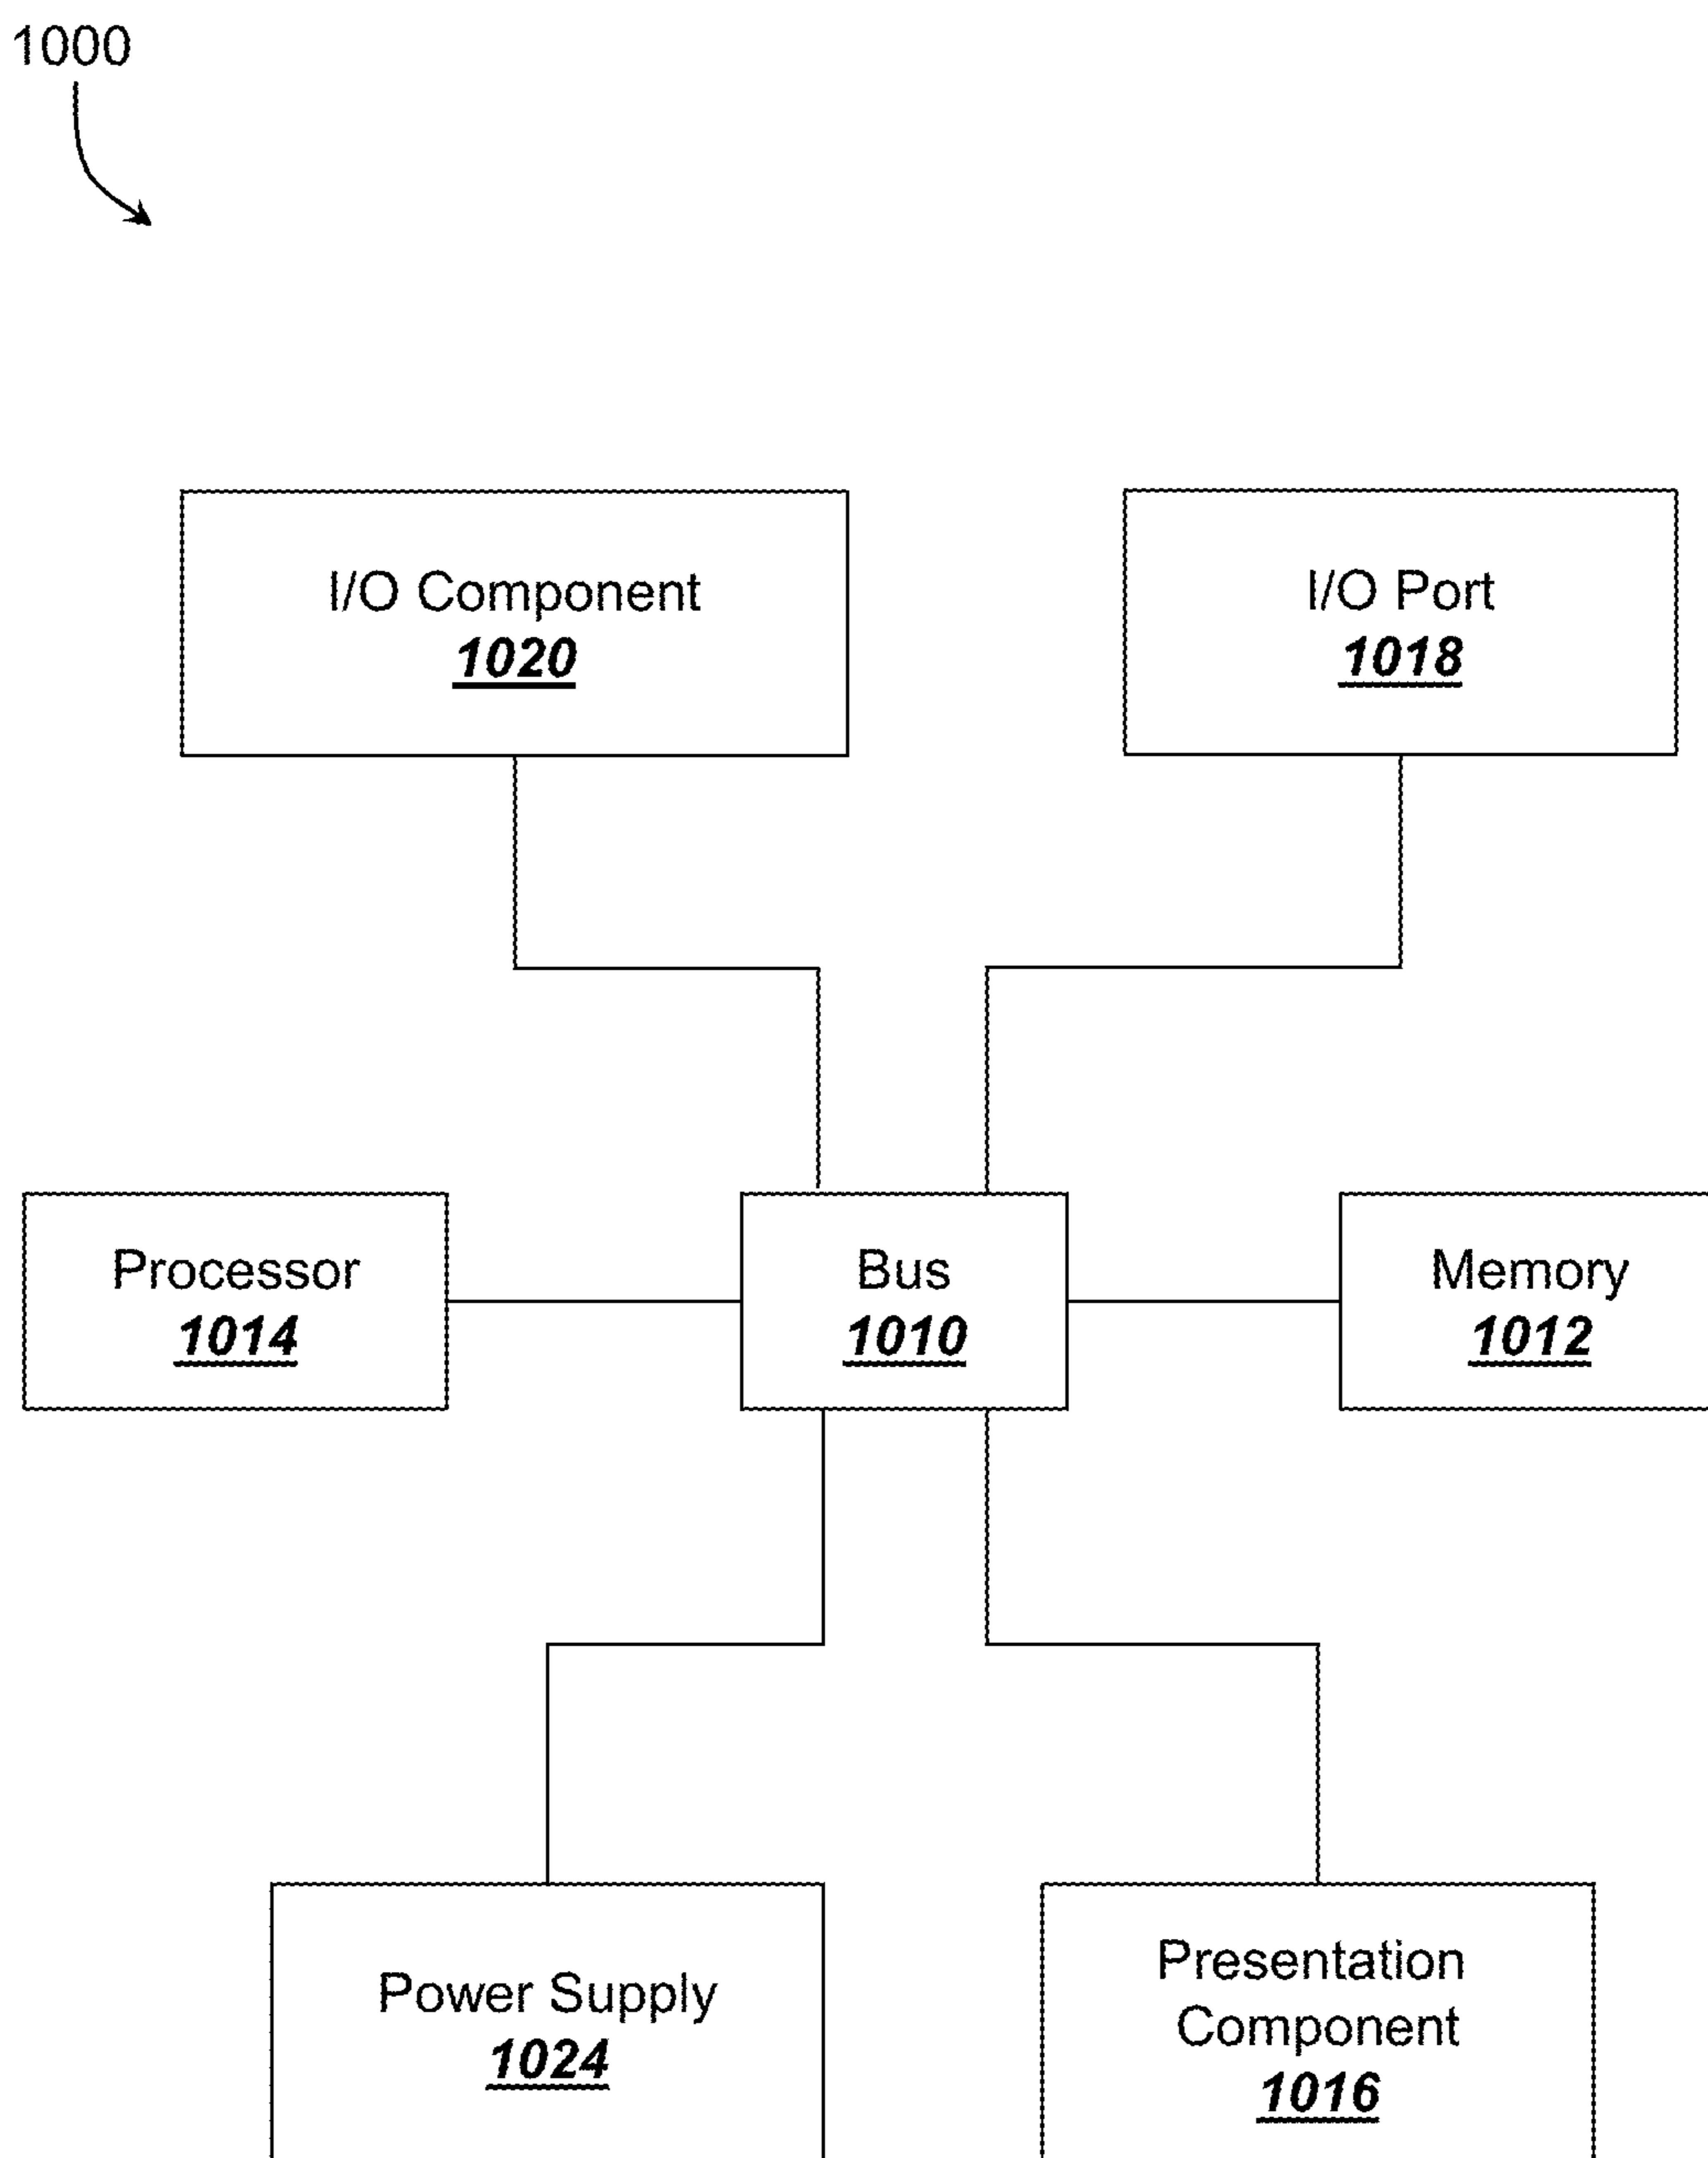 1000
I/O Component
1020
I/O Port
1018
Processor
1014
Bus
1010
Memory
1012
Power Supply
1024
Presentation
Component
1016